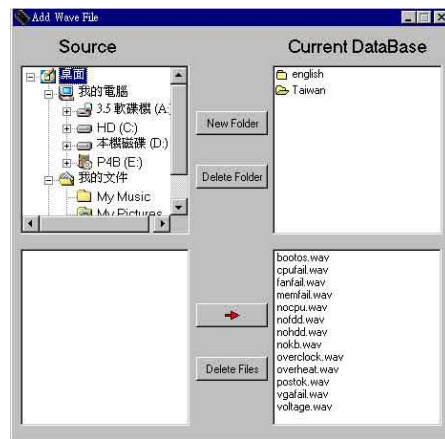 Add Wave File
Source
Current DataBase
桌面
我的電腦
3.5 軟碟機 (A:
HD (C:)
本機磁碟 (D:)
P4B (E:)
我的文件
My Music
My Pictures
New Folder
Delete Folder
english
Taiwan
Delete Files
bootos.wav
cpufail.wav
fanfail.wav
memfail.wav
nocpu.wav
nofdd.wav
nohdd.wav
nokb.wav
overclock.wav
overheat.wav
postok.wav
vgafail.wav
voltage.wav